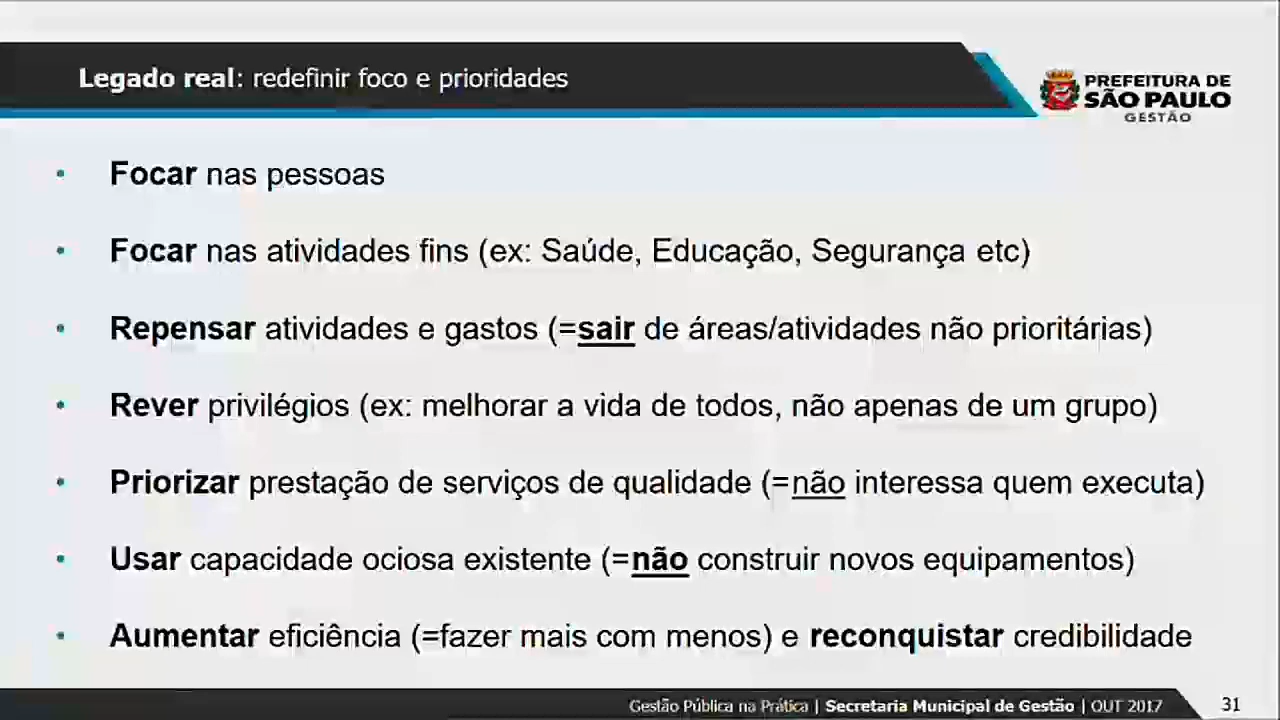 Legado real: redefinir foco e prioridades
PREFEITURA DE
SÃO PAULO
GESTÃO
• Focar nas pessoas
• Focar nas atividades fins (ex: Saúde, Educação, Segurança etc)
• Repensar atividades e gastos (=sair de áreas/atividades não prioritárias)
• Rever privilégios (ex: melhorar a vida de todos, não apenas de um grupo)
• Priorizar prestação de serviços de qualidade (=não interessa quem executa)
• Usar capacidade ociosa existente (=não construir novos equipamentos)
• Aumentar eficiência (=fazer mais com menos) e reconquistar credibilidade
Gestão Pública na Prática | Secretaria Municipal de Gestão | OUT 2017
31